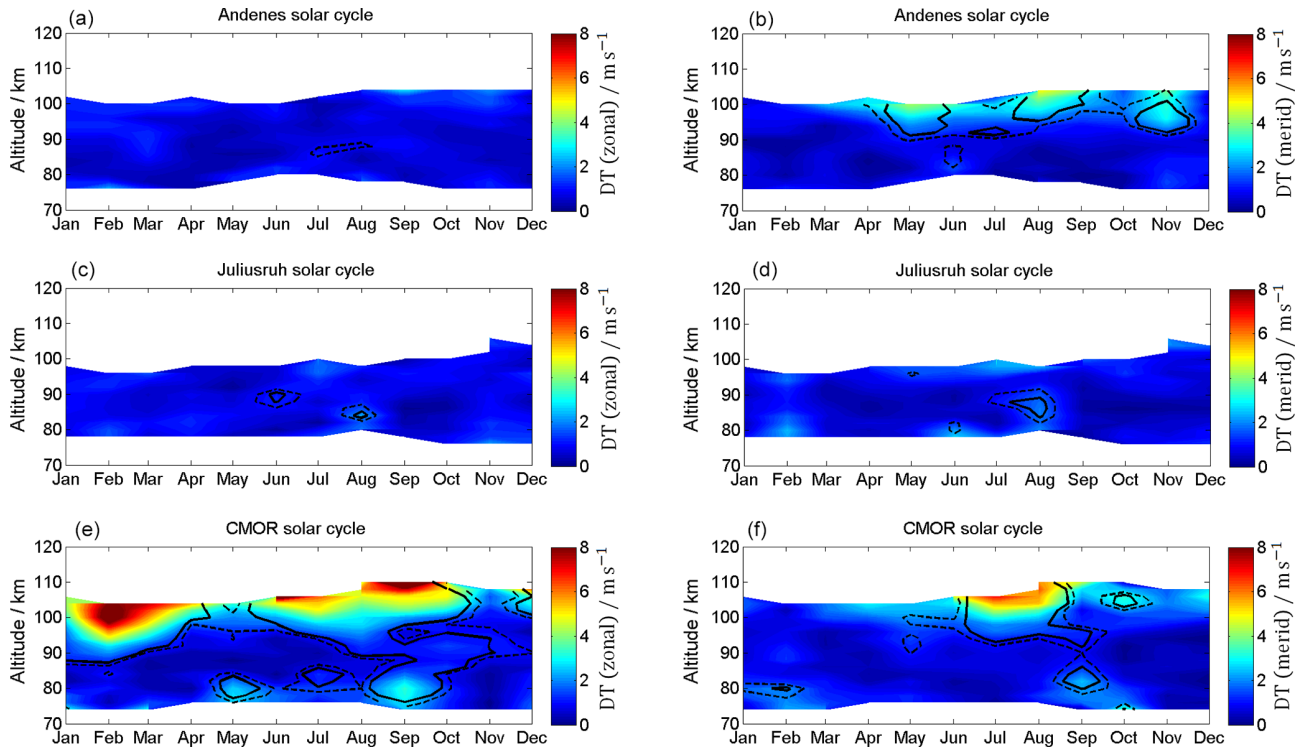 (a) Andenes solar cycle
120
110
100
90
80
70
Altitude / km
Jan Feb Mar Apr May Jun Jul Aug Sep Oct Nov Dec
8
6
4
2
0
DT (zonal) / m s⁻¹
(b) Andenes solar cycle
120
110
100
90
80
70
Altitude / km
Jan Feb Mar Apr May Jun Jul Aug Sep Oct Nov Dec
8
6
4
2
0
DT (merid) / m s⁻¹
(c) Juliusruh solar cycle
120
110
100
90
80
70
Altitude / km
Jan Feb Mar Apr May Jun Jul Aug Sep Oct Nov Dec
8
6
4
2
0
DT (zonal) / m s⁻¹
(d) Juliusruh solar cycle
120
110
100
90
80
70
Altitude / km
Jan Feb Mar Apr May Jun Jul Aug Sep Oct Nov Dec
8
6
4
2
0
DT (merid) / m s⁻¹
(e) CMOR solar cycle
120
110
100
90
80
70
Altitude / km
Jan Feb Mar Apr May Jun Jul Aug Sep Oct Nov Dec
8
6
4
2
0
DT (zonal) / m s⁻¹
(f) CMOR solar cycle
120
110
100
90
80
70
Altitude / km
Jan Feb Mar Apr May Jun Jul Aug Sep Oct Nov Dec
8
6
4
2
0
DT (merid) / m s⁻¹